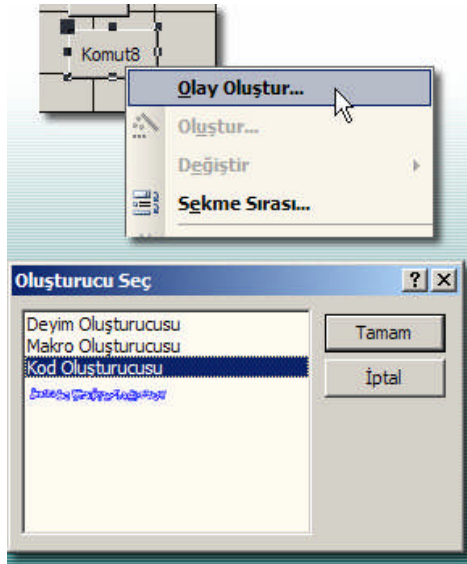 Komut8
Olay Oluştur...
Oluştur...
Değiştir
Sekme Sırası...
Oluşturucu Seç
Deyim Oluşturucusu
Makro Oluşturucusu
Kod Oluşturucusu
Tamam
İptal